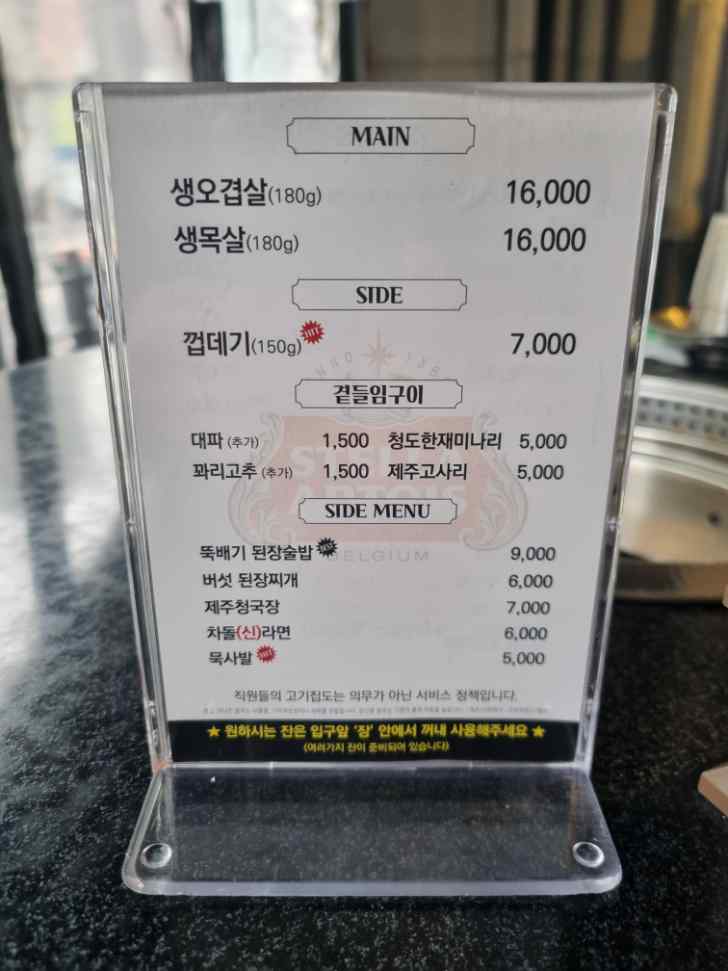 MAIN
생오겹살(180g) 16,000
생목살(180g) 16,000
SIDE
껍데기(150g) HIT 7,000
곁들임구이
대파 (추가) 1,500 청도한재미나리 5,000
꽈리고추 (추가) 1,500 제주고사리 5,000
SIDE MENU
뚝배기 된장술밥 9,000
버섯 된장찌개 6,000
제주청국장 7,000
차돌(신)라면 6,000
묵사발 HIT 5,000
STELLA
ARTOIS
BELGIUM
직원들의 고기집도는 의무가 아닌 서비스 정책입니다.
★ 원하시는 잔은 입구앞 '장' 안에서 꺼내 사용해주세요 ★
(여러가지 잔이 준비되어 있습니다)